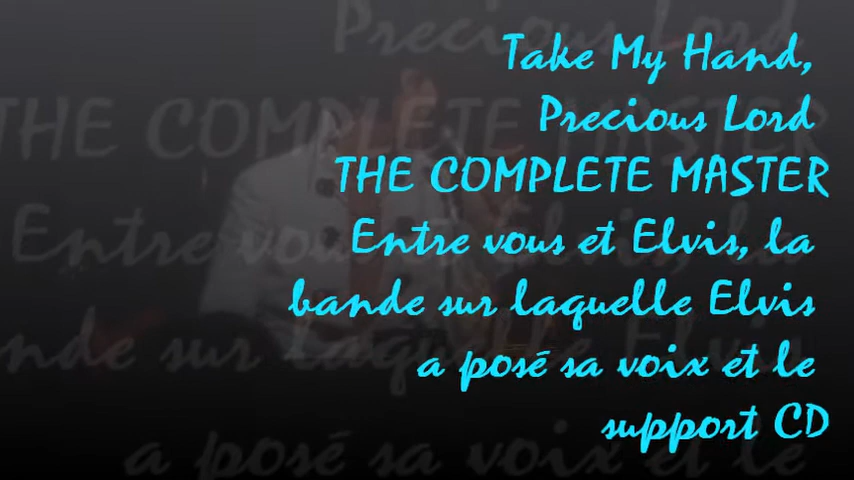 Take My Hand,
Precious Lord
THE COMPLETE MASTER
Entre vous et Elvis, la
bande sur laquelle Elvis
a posé sa voix et le
support CD